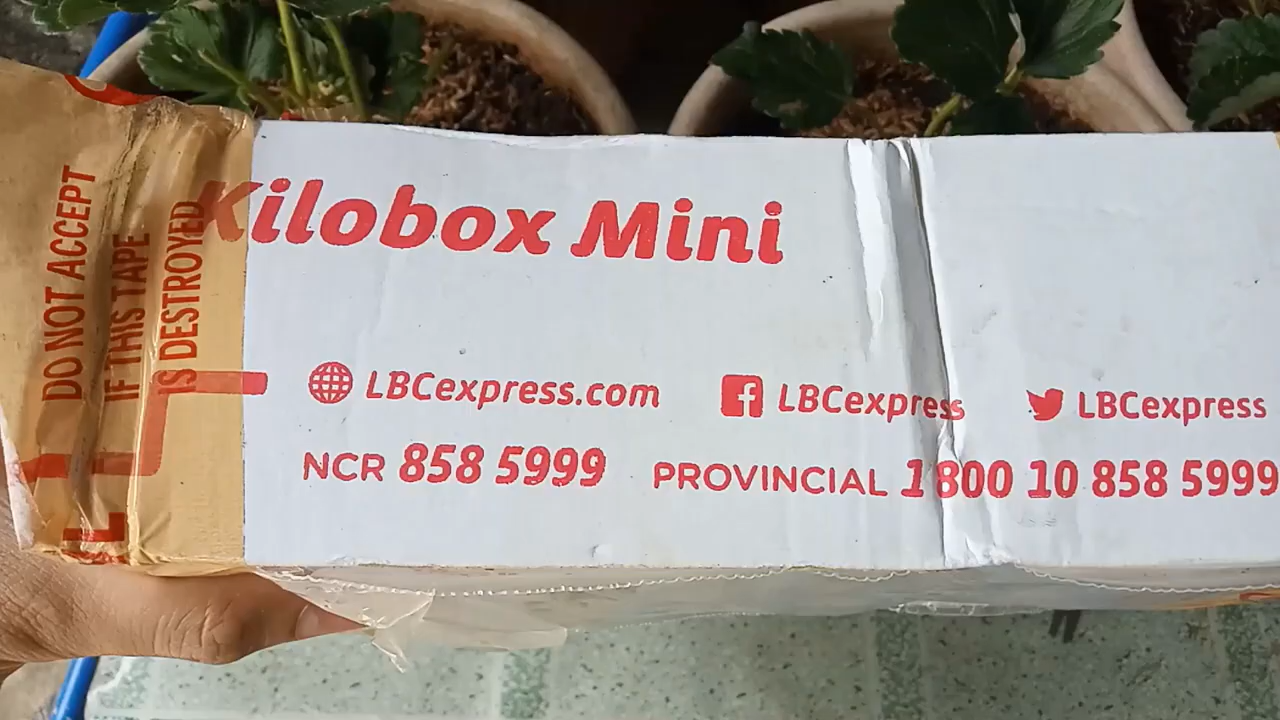 Kilobox Mini
DO NOT ACCEPT
IF THIS TAPE
IS DESTROYED
LBCexpress.com
LBCexpress
LBCexpress
NCR 858 5999
PROVINCIAL 1 800 10 858 5999